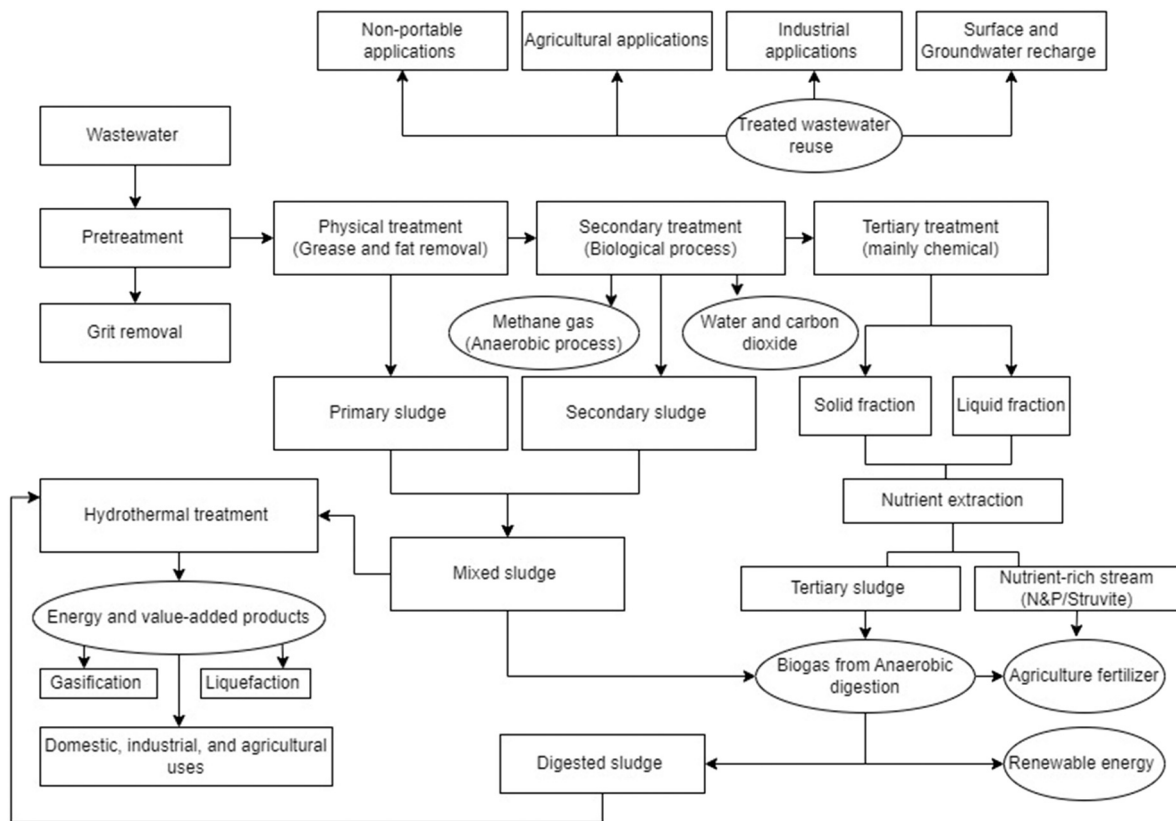 Non-portable
applications
Agricultural applications
Industrial
applications
Surface and
Groundwater recharge
Treated wastewater
reuse
Wastewater
Pretreatment
Grit removal
Physical treatment
(Grease and fat removal)
Secondary treatment
(Biological process)
Tertiary treatment
(mainly chemical)
Methane gas
(Anaerobic process)
Water and carbon
dioxide
Primary sludge
Secondary sludge
Solid fraction
Liquid fraction
Hydrothermal treatment
Mixed sludge
Nutrient extraction
Tertiary sludge
Nutrient-rich stream
(N&P/Struvite)
Energy and value-added products
Gasification
Liquefaction
Domestic, industrial, and agricultural
uses
Biogas from Anaerobic
digestion
Agriculture fertilizer
Digested sludge
Renewable energy